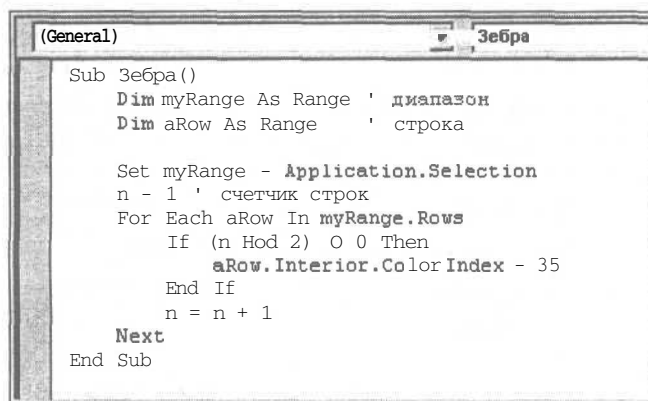 (General) Зебра
Sub Зебра()
Dim myRange As Range ' диапазон
Dim aRow As Range ' строка
Set myRange - Application.Selection
n - 1 ' счетчик строк
For Each aRow In myRange.Rows
If (n Hod 2) О 0 Then
aRow.Interior.ColorIndex - 35
End If
n = n + 1
Next
End Sub